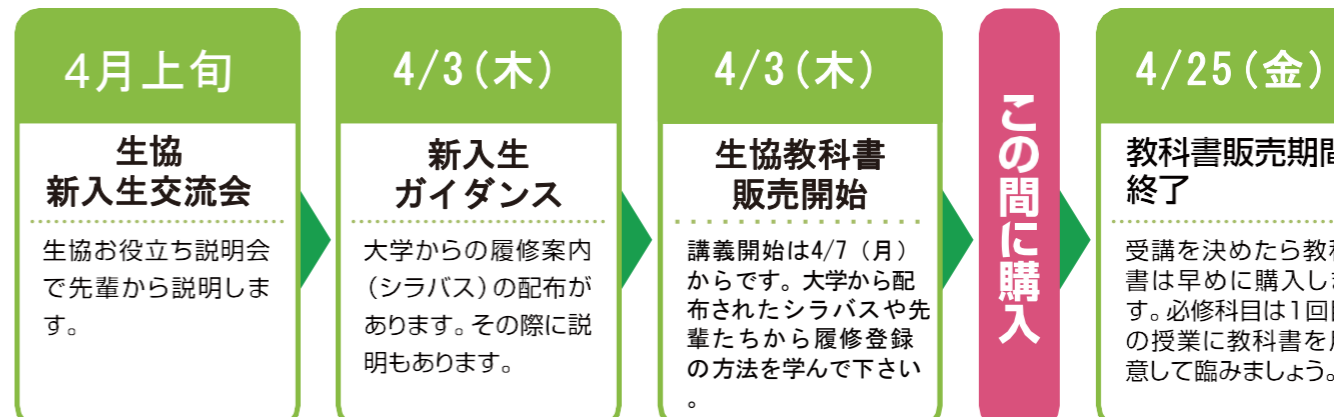 4月上旬
生協
新入生交流会
生協お役立ち説明会
で先輩から説明しま
す。
4/3(木)
新入生
ガイダンス
大学からの履修案内
(シラバス)の配布が
あります。その際に説
明もあります。
4/3(木)
生協教科書
販売開始
講義開始は4/7(月)
からです。大学から配
布されたシラバスや先
輩たちから履修登録
の方法を学んで下さい
。
この間に購入
4/25(金)
教科書販売期間
終了
受講を決めたら教科
書は早めに購入しま
す。必修科目は1回目
の授業に教科書を用
意して臨みましょう。